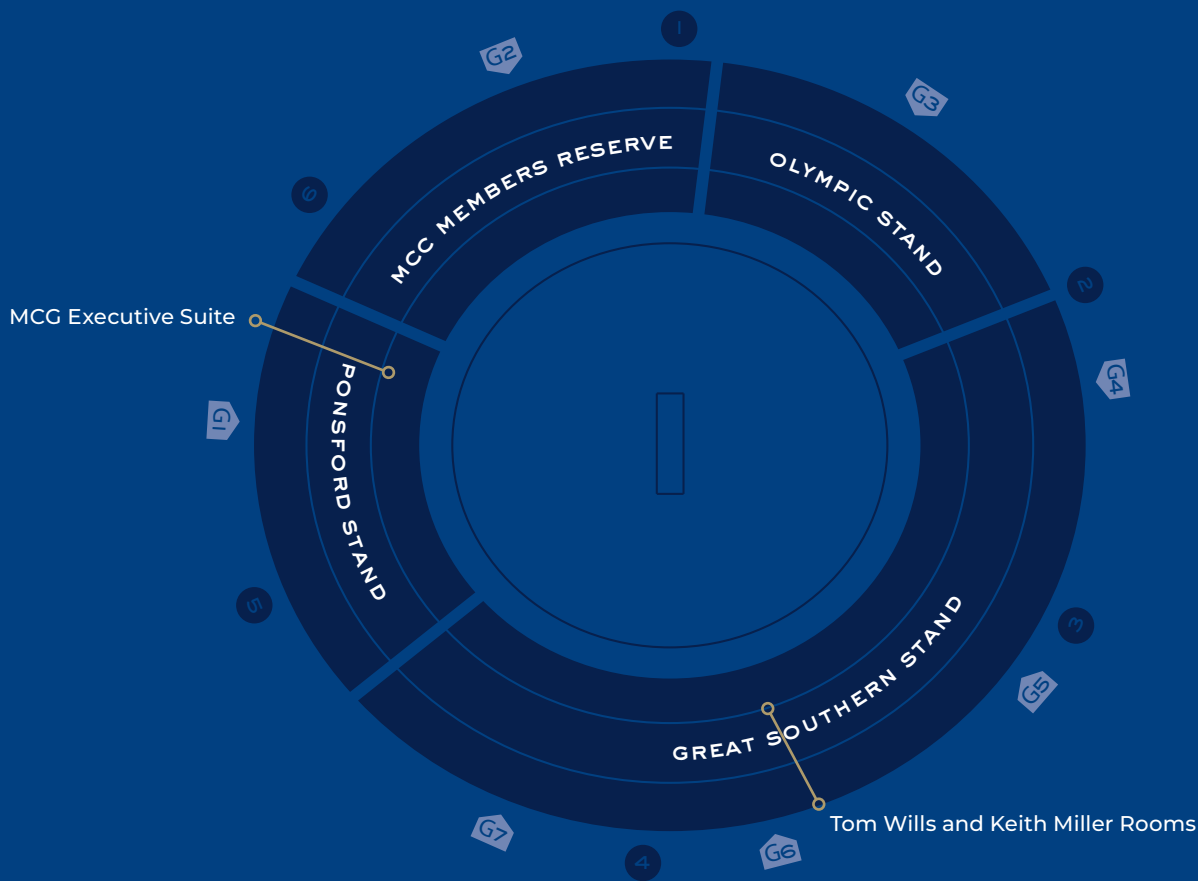 1
G2
G3
MCC MEMBERS RESERVE
OLYMPIC STAND
6
2
MCG Executive Suite
PONSFORD STAND
G4
G1
5
3
GREAT SOUTHERN STAND
G5
Tom Wills and Keith Miller Rooms
G7
G6
4